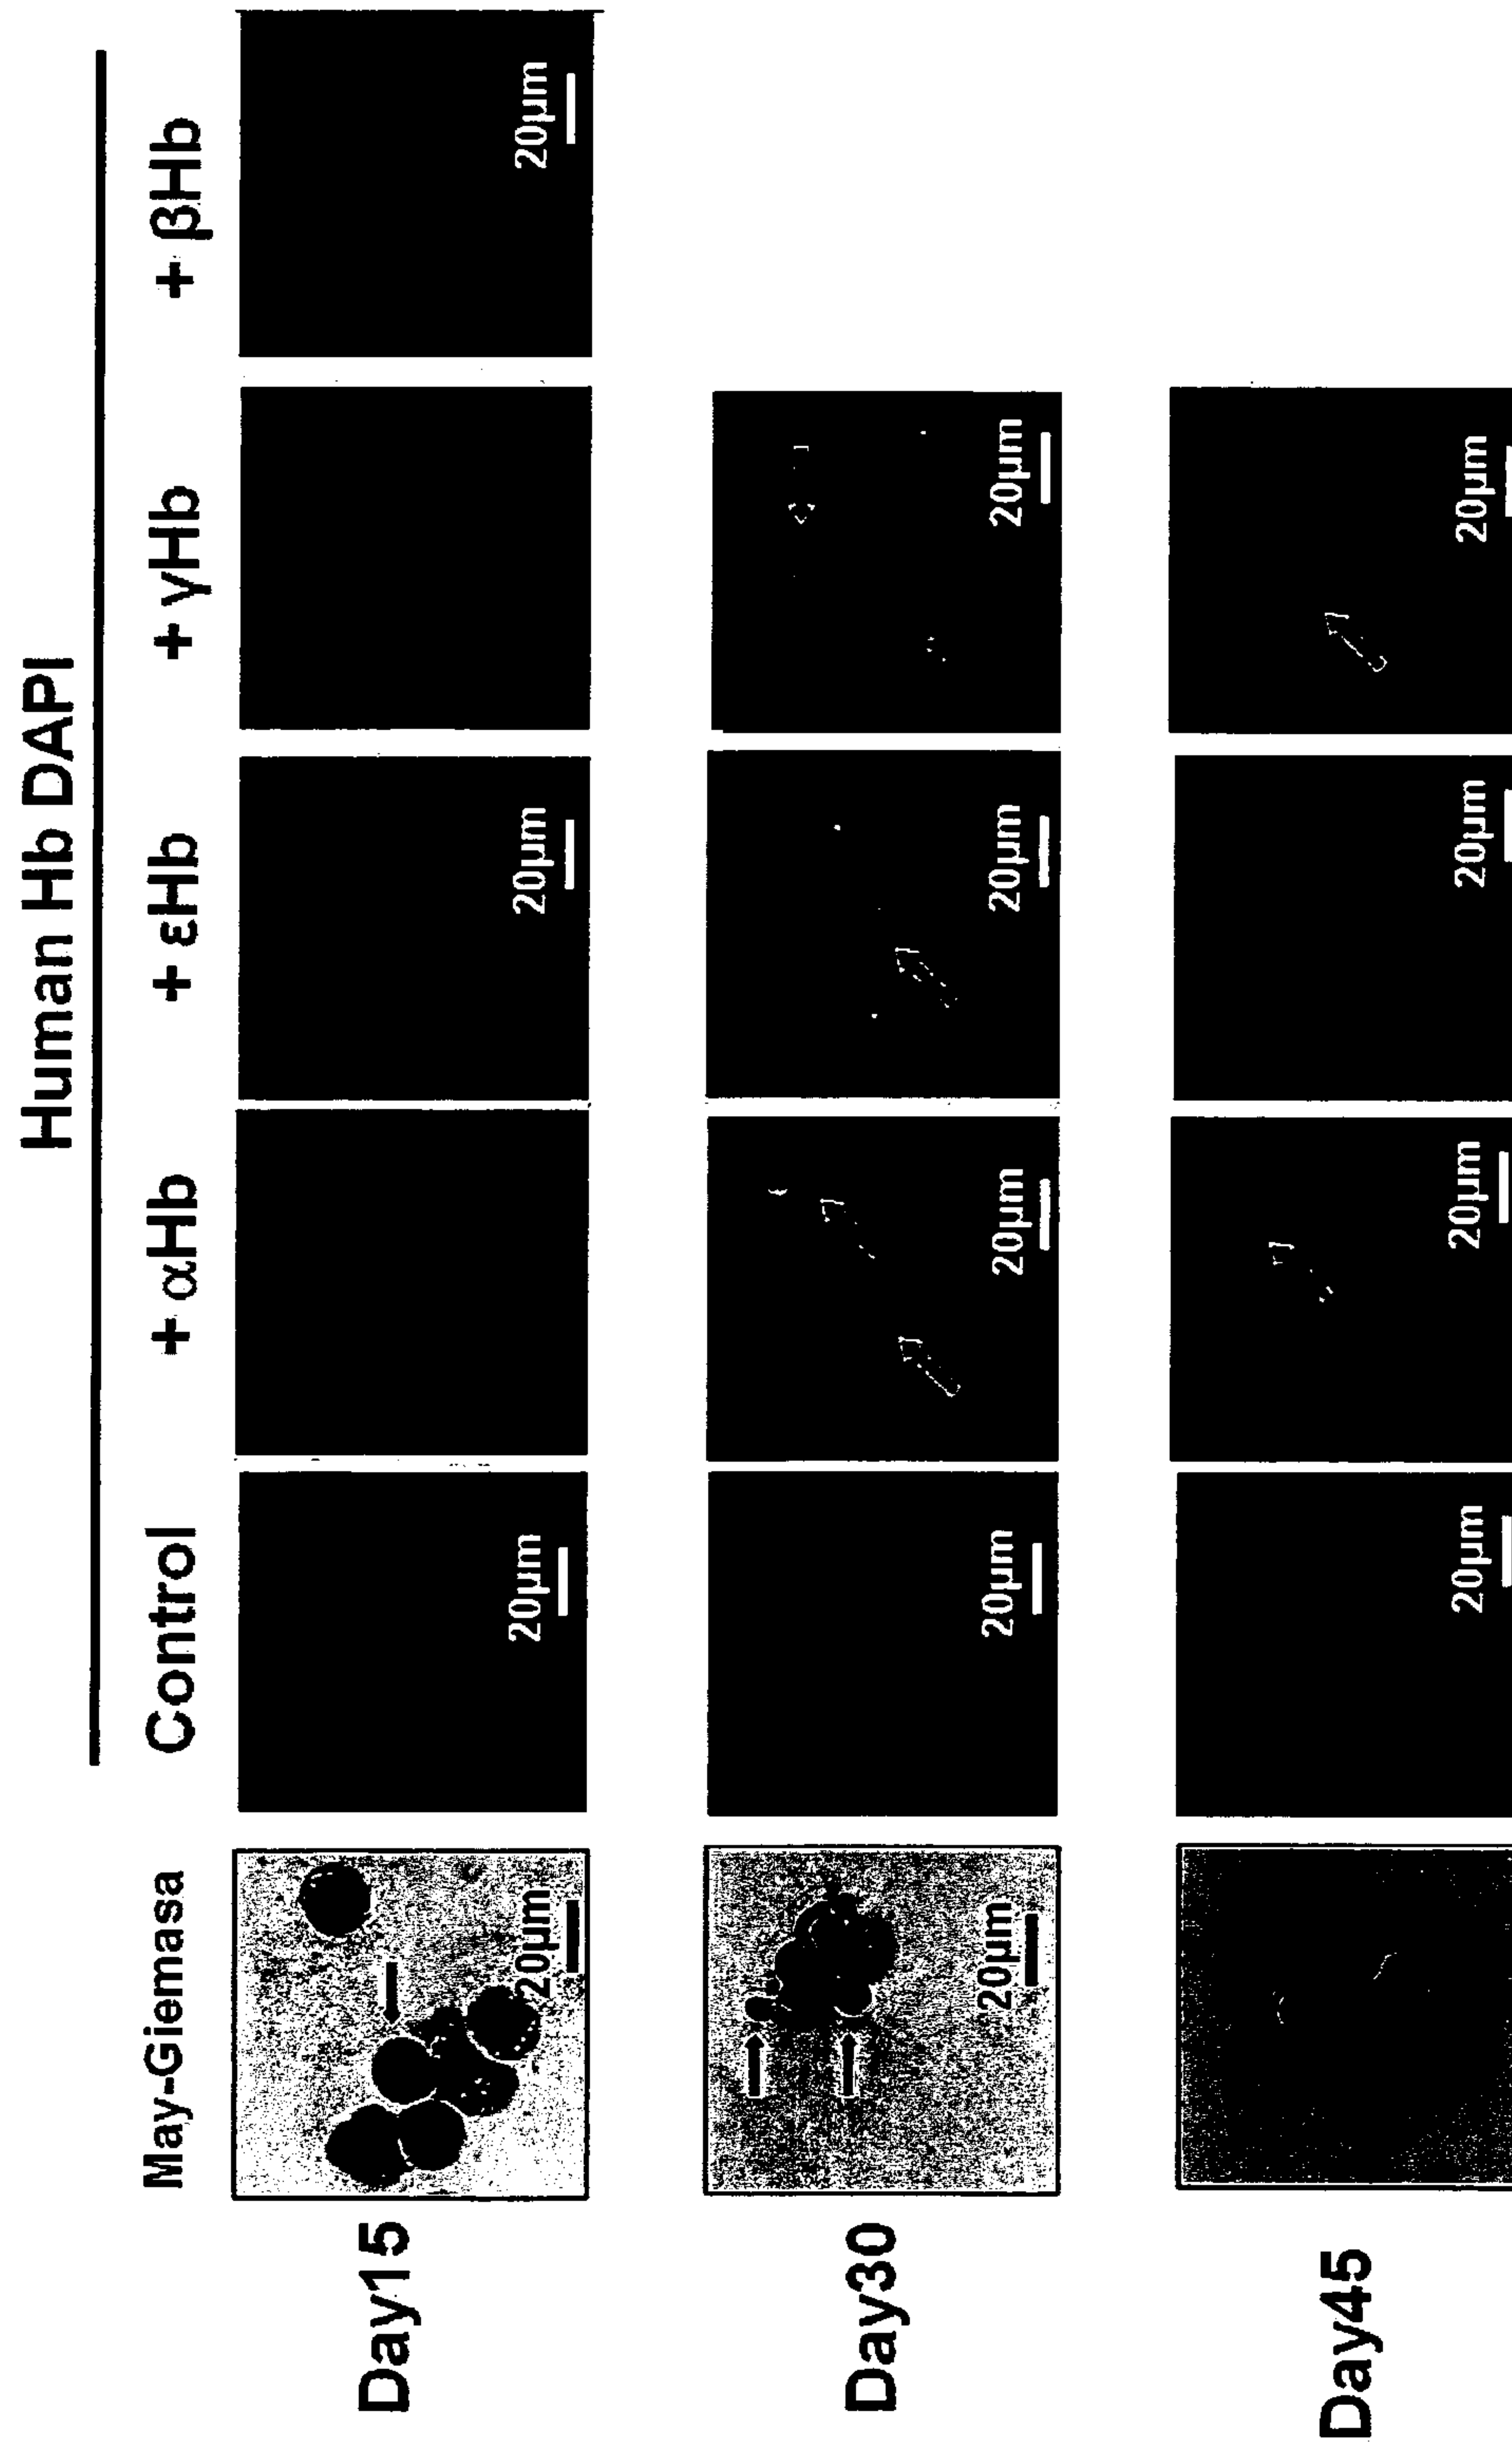 Human Hb DAPI
May-Giemasa Control + αHb + εHb + γHb + βHb
Day15
20µm 20µm 20µm 20µm
Day30
20µm 20µm 20µm 20µm 20µm
Day45
20µm 20µm 20µm 20µm